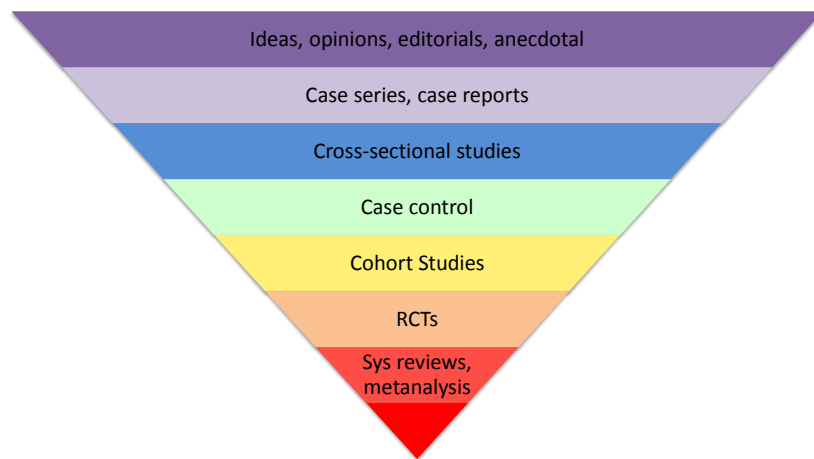 Ideas, opinions, editorials, anecdotal
Case series, case reports
Cross-sectional studies
Case control
Cohort Studies
RCTs
Sys reviews,
metanalysis